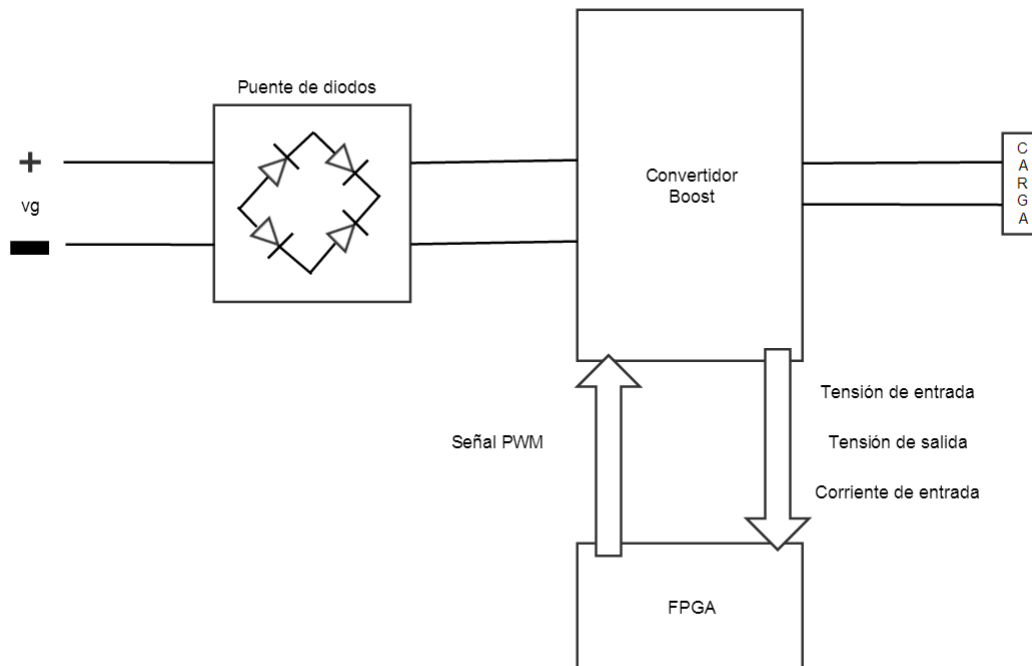 Puente de diodos
+
vg
Convertidor
Boost
C
A
R
G
A
Tensión de entrada
Señal PWM
Tensión de salida
Corriente de entrada
FPGA